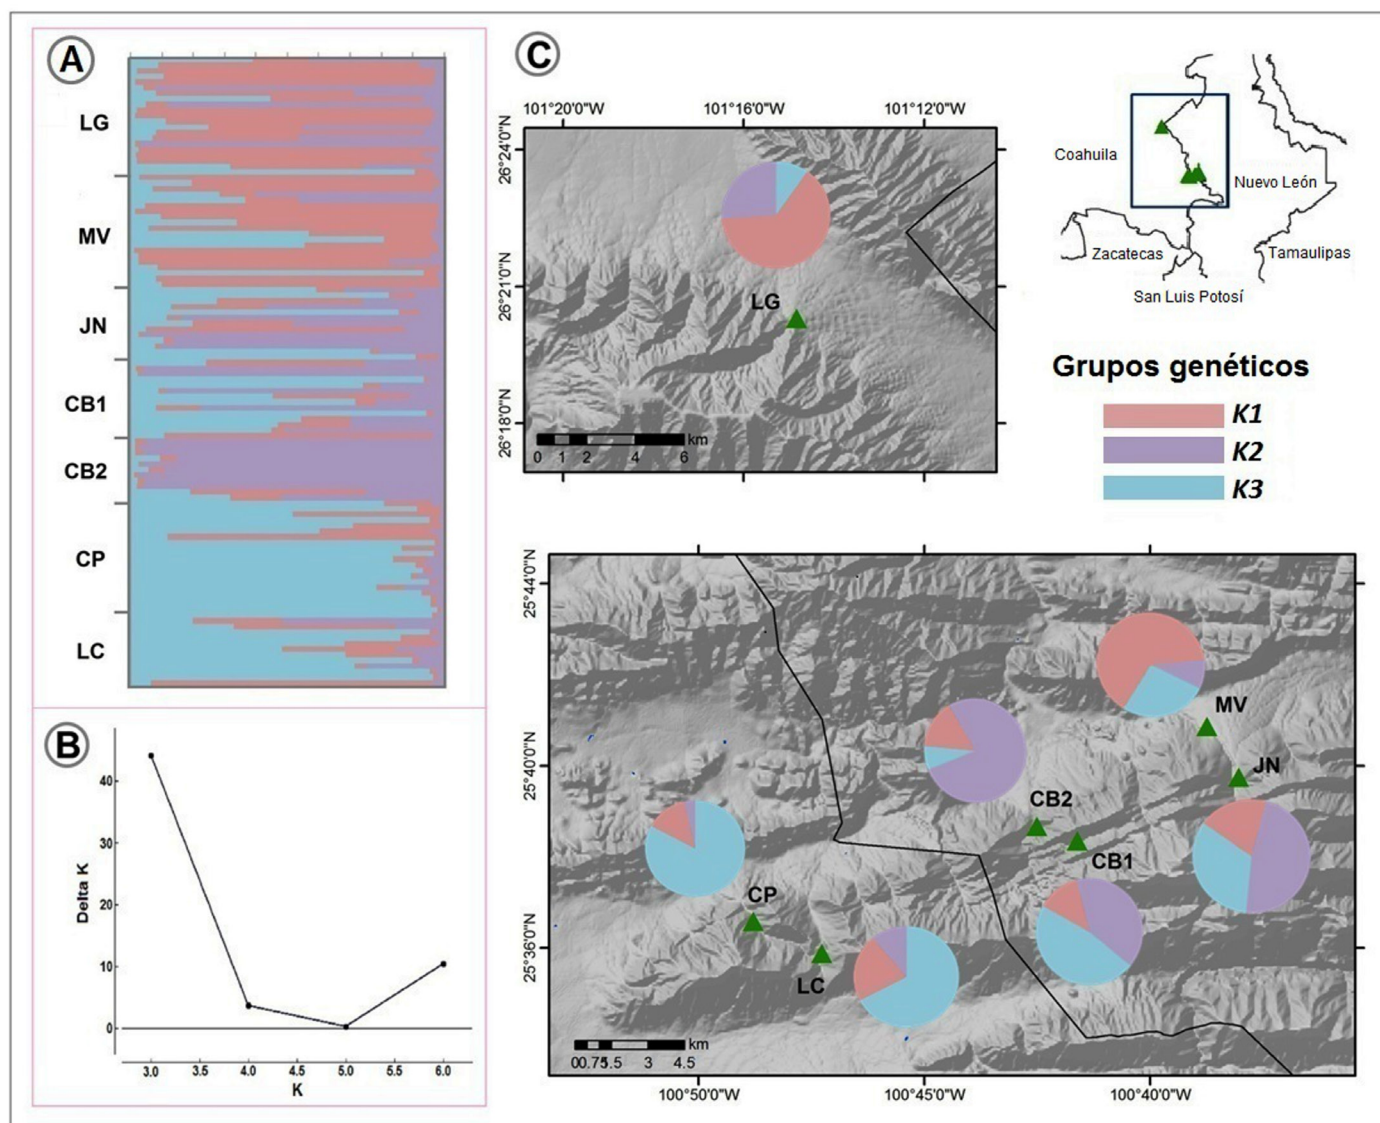 A
LG
MV
JN
CB1
CB2
CP
LC
B
Delta K
40
30
20
10
0
3.0 3.5 4.0 4.5 5.0 5.5 6.0
K
C
101°20'0"W 101°16'0"W 101°12'0"W
26°24'0"N
26°21'0"N
26°18'0"N
LG
km
0 1 2 4 6
Coahuila
Nuevo León
Zacatecas
Tamaulipas
San Luis Potosí
Grupos genéticos
K1
K2
K3
25°44'0"N
25°40'0"N
25°36'0"N
MV
JN
CB2
CB1
CP
LC
km
00.751.5 3 4.5
100°50'0"W 100°45'0"W 100°40'0"W